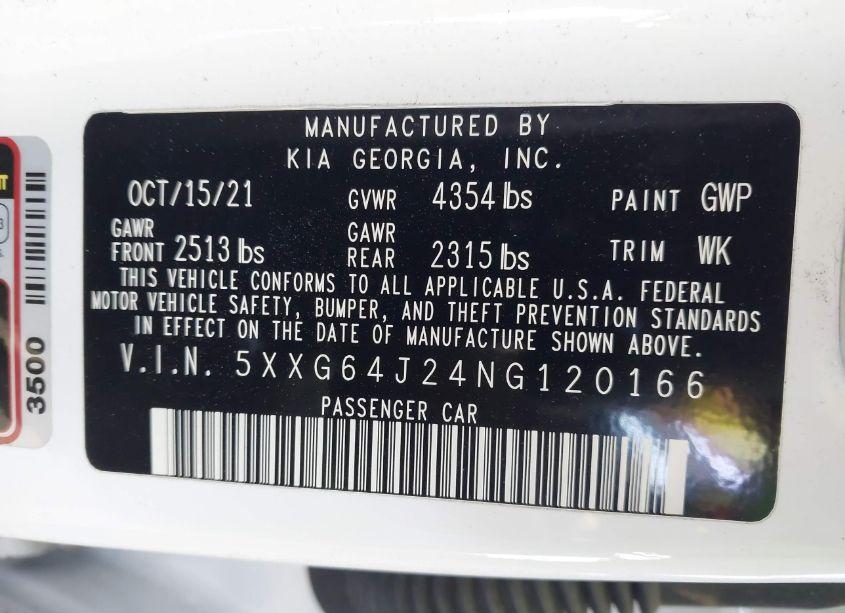 MANUFACTURED BY
KIA GEORGIA, INC.
OCT/15/21 GVWR 4354 lbs PAINT GWP
GAWR FRONT 2513 lbs GAWR REAR 2315 lbs TRIM WK
THIS VEHICLE CONFORMS TO ALL APPLICABLE U.S.A. FEDERAL
MOTOR VEHICLE SAFETY, BUMPER, AND THEFT PREVENTION STANDARDS
IN EFFECT ON THE DATE OF MANUFACTURE SHOWN ABOVE.
V.I.N. 5XXG64J24NG120166
PASSENGER CAR
3500